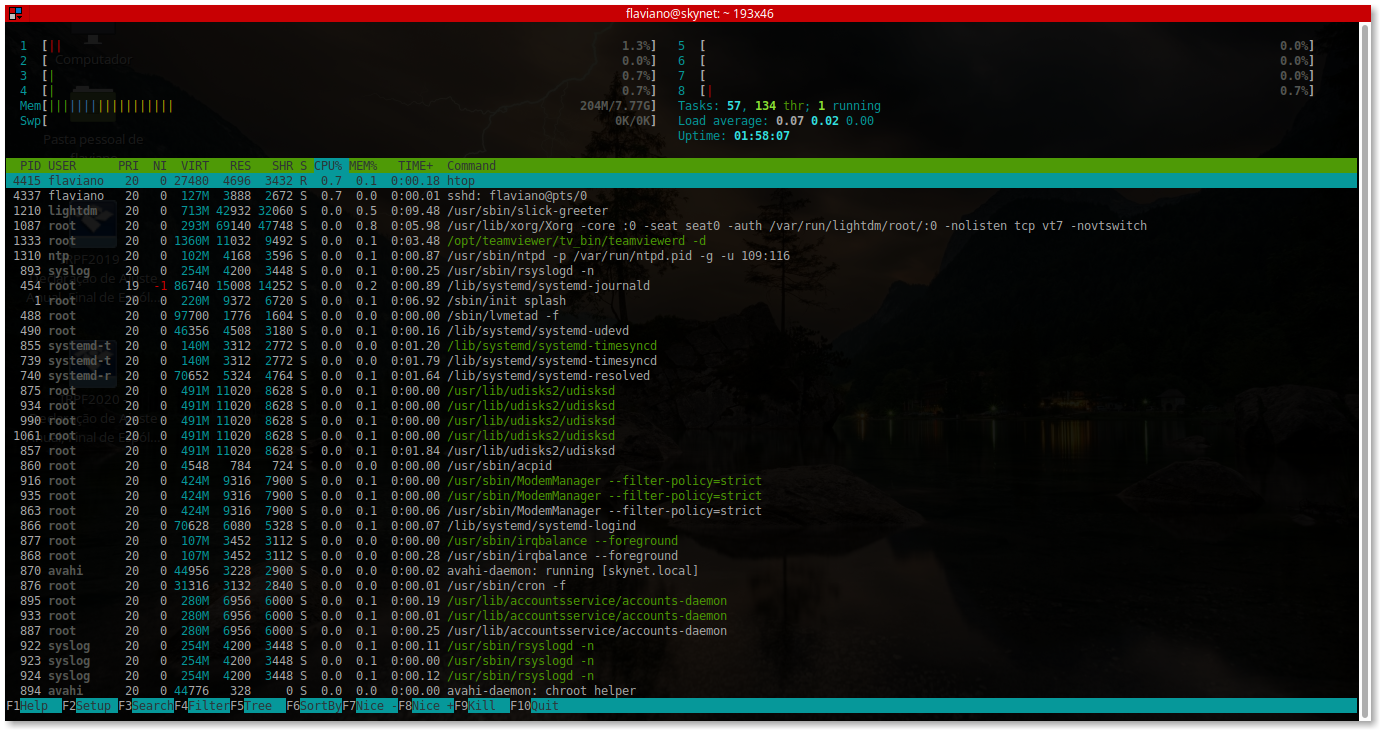 flaviano@skynet: ~ 193x46
1 [|| 1.3%] 5 [ 0.0%]
2 [ 0.0%] 6 [ 0.0%]
3 [| 0.7%] 7 [ 0.0%]
4 [| 0.7%] 8 [| 0.7%]
Mem[|||||||||||||||||| 204M/7.77G] Tasks: 57, 134 thr; 1 running
Swp[ 0K/0K] Load average: 0.07 0.02 0.00
Uptime: 01:58:07
Computador
Pasta pessoal de
PID USER PRI NI VIRT RES SHR S CPU% MEM% TIME+ Command
4415 flaviano 20 0 27480 4696 3432 R 0.7 0.1 0:00.18 htop
4337 flaviano 20 0 127M 3888 2672 S 0.7 0.0 0:00.01 sshd: flaviano@pts/0
1210 lightdm 20 0 713M 42932 32060 S 0.0 0.5 0:09.48 /usr/sbin/slick-greeter
1087 root 20 0 293M 69140 47748 S 0.0 0.8 0:05.98 /usr/lib/xorg/Xorg -core :0 -seat seat0 -auth /var/run/lightdm/root/:0 -nolisten tcp vt7 -novtswitch
1333 root 20 0 1360M 11032 9492 S 0.0 0.1 0:03.48 /opt/teamviewer/tv_bin/teamviewerd -d
1310 ntp 20 0 102M 4168 3596 S 0.0 0.1 0:00.87 /usr/sbin/ntpd -p /var/run/ntpd.pid -g -u 109:116
893 syslog 20 0 254M 4200 3448 S 0.0 0.1 0:00.25 /usr/sbin/rsyslogd -n
454 root 19 -1 86740 15008 14252 S 0.0 0.2 0:00.89 /lib/systemd/systemd-journald
1 root 20 0 220M 9372 6720 S 0.0 0.1 0:06.92 /sbin/init splash
488 root 20 0 97700 1776 1604 S 0.0 0.0 0:00.00 /sbin/lvmetad -f
490 root 20 0 46356 4508 3180 S 0.0 0.1 0:00.16 /lib/systemd/systemd-udevd
855 systemd-t 20 0 140M 3312 2772 S 0.0 0.0 0:01.20 /lib/systemd/systemd-timesyncd
739 systemd-t 20 0 140M 3312 2772 S 0.0 0.0 0:01.79 /lib/systemd/systemd-timesyncd
740 systemd-r 20 0 70652 5324 4764 S 0.0 0.1 0:01.64 /lib/systemd/systemd-resolved
875 root 20 0 491M 11020 8628 S 0.0 0.1 0:00.00 /usr/lib/udisks2/udisksd
934 root 20 0 491M 11020 8628 S 0.0 0.1 0:00.00 /usr/lib/udisks2/udisksd
990 root 20 0 491M 11020 8628 S 0.0 0.1 0:00.00 /usr/lib/udisks2/udisksd
1061 root 20 0 491M 11020 8628 S 0.0 0.1 0:00.00 /usr/lib/udisks2/udisksd
857 root 20 0 491M 11020 8628 S 0.0 0.1 0:01.84 /usr/lib/udisks2/udisksd
860 root 20 0 4548 784 724 S 0.0 0.0 0:00.00 /usr/sbin/acpid
916 root 20 0 424M 9316 7900 S 0.0 0.1 0:00.00 /usr/sbin/ModemManager --filter-policy=strict
935 root 20 0 424M 9316 7900 S 0.0 0.1 0:00.00 /usr/sbin/ModemManager --filter-policy=strict
863 root 20 0 424M 9316 7900 S 0.0 0.1 0:00.06 /usr/sbin/ModemManager --filter-policy=strict
866 root 20 0 70628 6080 5328 S 0.0 0.1 0:00.07 /lib/systemd/systemd-logind
877 root 20 0 107M 3452 3112 S 0.0 0.0 0:00.00 /usr/sbin/irqbalance --foreground
868 root 20 0 107M 3452 3112 S 0.0 0.0 0:00.28 /usr/sbin/irqbalance --foreground
870 avahi 20 0 44956 3228 2900 S 0.0 0.0 0:00.02 avahi-daemon: running [skynet.local]
876 root 20 0 31316 3132 2840 S 0.0 0.0 0:00.01 /usr/sbin/cron -f
895 root 20 0 280M 6956 6000 S 0.0 0.1 0:00.19 /usr/lib/accountsservice/accounts-daemon
933 root 20 0 280M 6956 6000 S 0.0 0.1 0:00.01 /usr/lib/accountsservice/accounts-daemon
887 root 20 0 280M 6956 6000 S 0.0 0.1 0:00.25 /usr/lib/accountsservice/accounts-daemon
922 syslog 20 0 254M 4200 3448 S 0.0 0.1 0:00.11 /usr/sbin/rsyslogd -n
923 syslog 20 0 254M 4200 3448 S 0.0 0.1 0:00.00 /usr/sbin/rsyslogd -n
924 syslog 20 0 254M 4200 3448 S 0.0 0.1 0:00.12 /usr/sbin/rsyslogd -n
894 avahi 20 0 44776 328 0 S 0.0 0.0 0:00.00 avahi-daemon: chroot helper
F1Help F2Setup F3SearchF4FilterF5Tree F6SortByF7Nice -F8Nice +F9Kill F10Quit